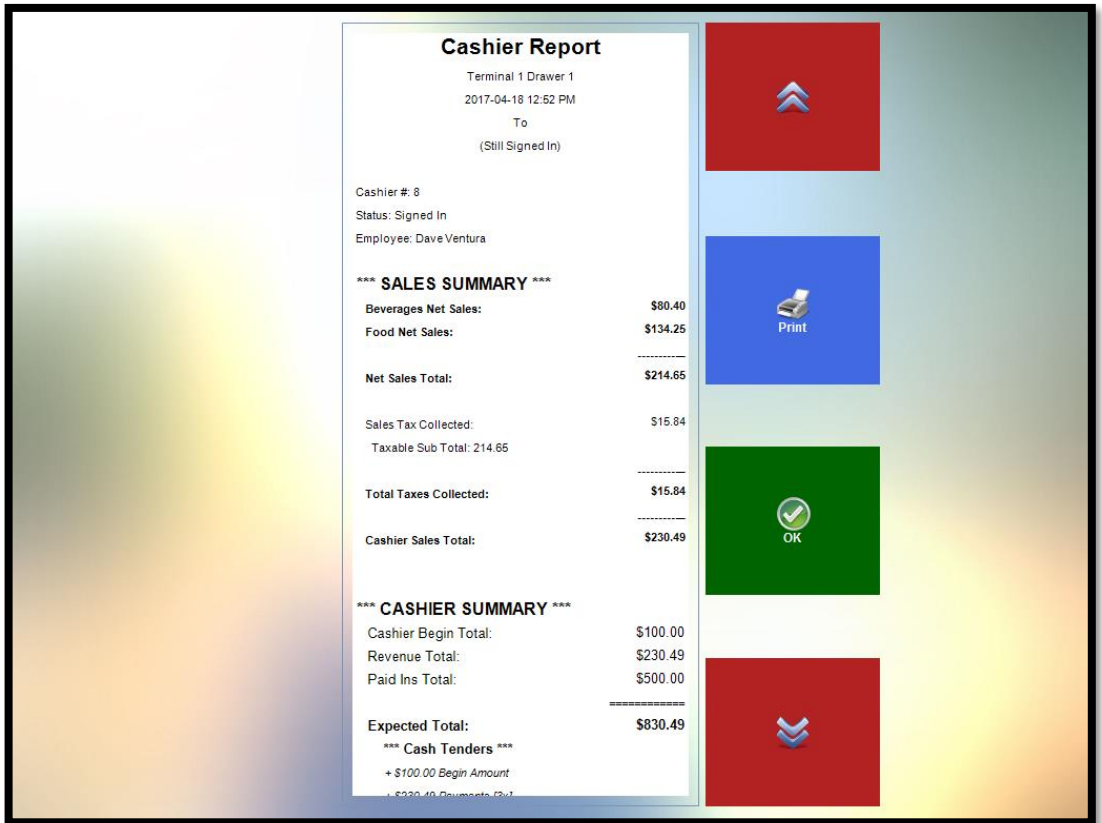 Cashier Report
Terminal 1 Drawer 1
2017-04-18 12:52 PM
To
(Still Signed In)
Cashier #: 8
Status: Signed In
Employee: Dave Ventura
*** SALES SUMMARY ***
Beverages Net Sales: $80.40
Food Net Sales: $134.25
----------
Net Sales Total: $214.65
Sales Tax Collected: $15.84
Taxable Sub Total: 214.65
----------
Total Taxes Collected: $15.84
----------
Cashier Sales Total: $230.49
*** CASHIER SUMMARY ***
Cashier Begin Total: $100.00
Revenue Total: $230.49
Paid Ins Total: $500.00
============
Expected Total: $830.49
*** Cash Tenders ***
+ $100.00 Begin Amount
+ $230.49 Payments [3x]
Print
OK